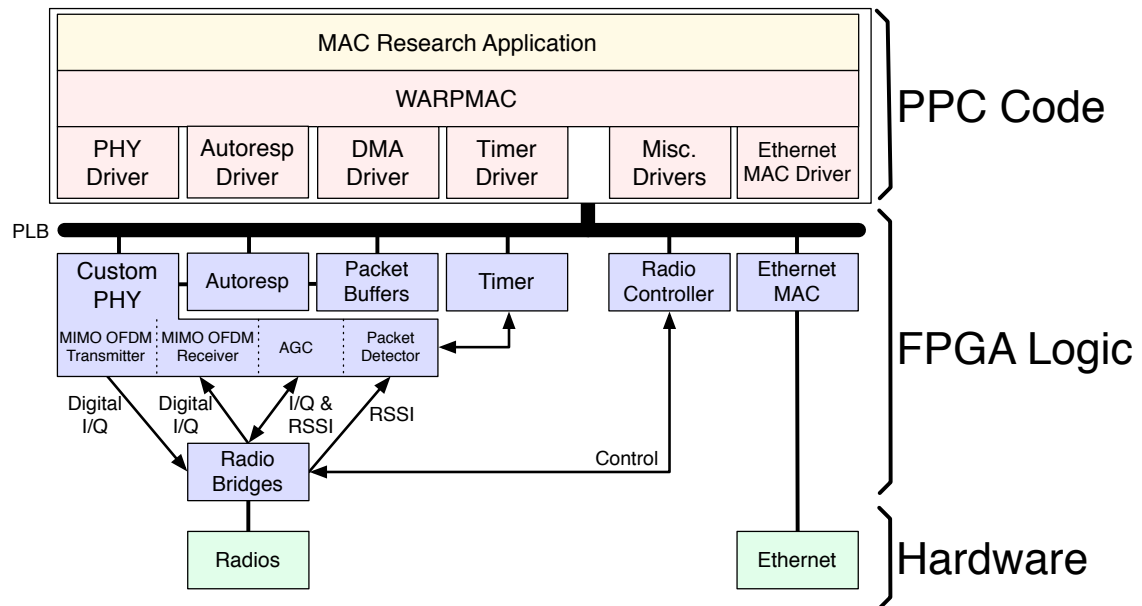 MAC Research Application
WARPMAC
PPC Code
PHY
Driver
Autoresp
Driver
DMA
Driver
Timer
Driver
Misc.
Drivers
Ethernet
MAC Driver
PLB
Custom
PHY
Autoresp
Packet
Buffers
Timer
Radio
Controller
Ethernet
MAC
MIMO OFDM
Transmitter
MIMO OFDM
Receiver
AGC
Packet
Detector
FPGA Logic
Digital
I/Q
Digital
I/Q
I/Q &
RSSI
RSSI
Radio
Bridges
Control
Radios
Ethernet
Hardware